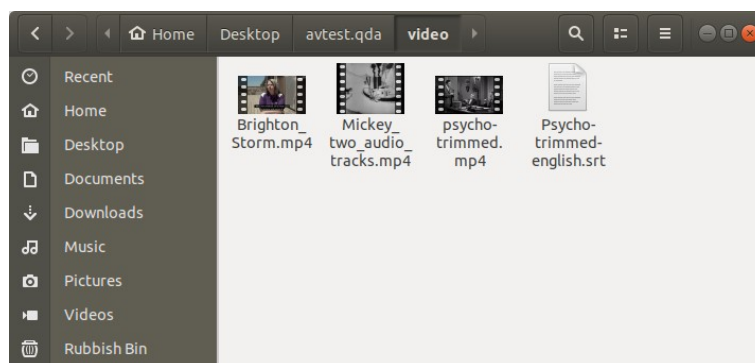 Home Desktop avtest.qda video
Recent
Home
Desktop
Documents
Downloads
Music
Pictures
Videos
Rubbish Bin
Brighton_
Storm.mp4
Mickey_
two_audio_
tracks.mp4
psycho-
trimmed.
mp4
Psycho-
trimmed-
english.srt